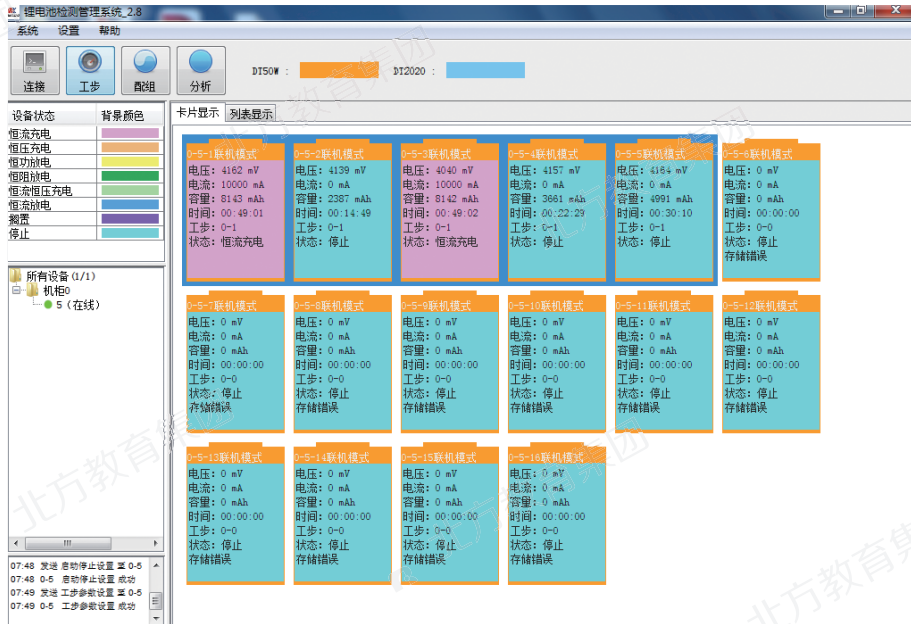 锂电池检测管理系统_2.8
系统 设置 帮助
连接 工步 配组 分析 DT50W : DT2020 :
设备状态 背景颜色
恒流充电
恒压充电
恒功放电
恒阻放电
恒流恒压充电
恒流放电
搁置
停止
所有设备(1/1)
机柜0
5(在线)
07:48 发送 启动停止设置 至 0-5
07:48 0-5 启动停止设置 成功
07:49 发送 工步参数设置 至 0-5
07:49 0-5 工步参数设置 成功
卡片显示 列表显示
0-5-1联机模式
电压: 4162 mV
电流: 10000 mA
容量: 8143 mAh
时间: 00:49:01
工步: 0-1
状态: 恒流充电
0-5-2联机模式
电压: 4139 mV
电流: 0 mA
容量: 2387 mAh
时间: 00:14:49
工步: 0-1
状态: 停止
0-5-3联机模式
电压: 4040 mV
电流: 10000 mA
容量: 8142 mAh
时间: 00:49:02
工步: 0-1
状态: 恒流充电
0-5-4联机模式
电压: 4157 mV
电流: 0 mA
容量: 3661 mAh
时间: 00:22:29
工步: 0-1
状态: 停止
0-5-5联机模式
电压: 4164 mV
电流: 0 mA
容量: 4991 mAh
时间: 00:30:10
工步: 0-1
状态: 停止
0-5-6联机模式
电压: 0 mV
电流: 0 mA
容量: 0 mAh
时间: 00:00:00
工步: 0-0
状态: 停止
存储错误
0-5-7联机模式
电压: 0 mV
电流: 0 mA
容量: 0 mAh
时间: 00:00:00
工步: 0-0
状态: 停止
存储错误
0-5-8联机模式
电压: 0 mV
电流: 0 mA
容量: 0 mAh
时间: 00:00:00
工步: 0-0
状态: 停止
存储错误
0-5-9联机模式
电压: 0 mV
电流: 0 mA
容量: 0 mAh
时间: 00:00:00
工步: 0-0
状态: 停止
存储错误
0-5-10联机模式
电压: 0 mV
电流: 0 mA
容量: 0 mAh
时间: 00:00:00
工步: 0-0
状态: 停止
存储错误
0-5-11联机模式
电压: 0 mV
电流: 0 mA
容量: 0 mAh
时间: 00:00:00
工步: 0-0
状态: 停止
存储错误
0-5-12联机模式
电压: 0 mV
电流: 0 mA
容量: 0 mAh
时间: 00:00:00
工步: 0-0
状态: 停止
存储错误
0-5-13联机模式
电压: 0 mV
电流: 0 mA
容量: 0 mAh
时间: 00:00:00
工步: 0-0
状态: 停止
存储错误
0-5-14联机模式
电压: 0 mV
电流: 0 mA
容量: 0 mAh
时间: 00:00:00
工步: 0-0
状态: 停止
存储错误
0-5-15联机模式
电压: 0 mV
电流: 0 mA
容量: 0 mAh
时间: 00:00:00
工步: 0-0
状态: 停止
存储错误
0-5-16联机模式
电压: 0 mV
电流: 0 mA
容量: 0 mAh
时间: 00:00:00
工步: 0-0
状态: 停止
存储错误
北方教育集团
北方教育集团
北方教育集团
北方教育集团
北方教育集